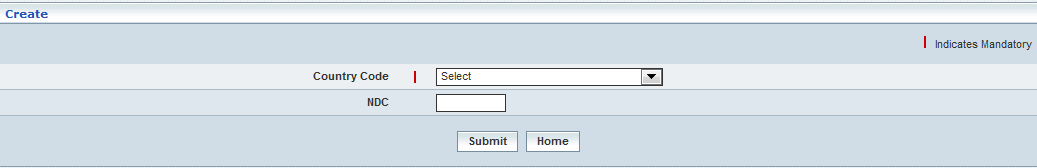 Create
Indicates Mandatory
Country Code Select
NDC
Submit Home